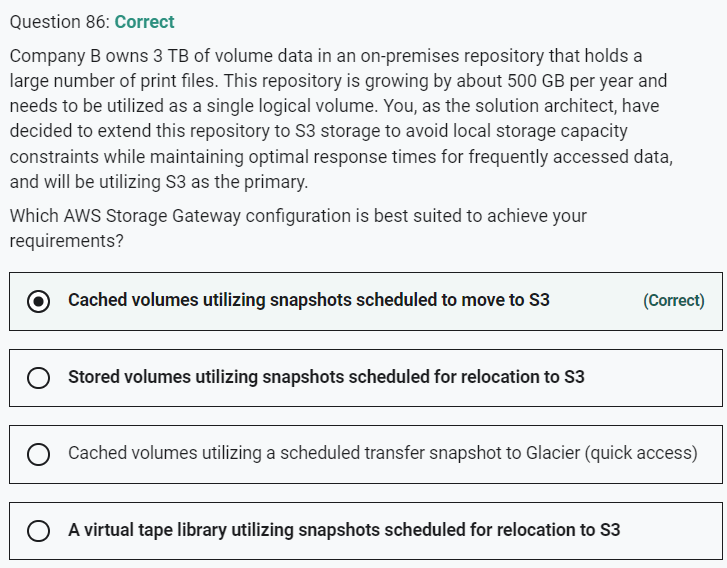 Question 86: Correct
Company B owns 3 TB of volume data in an on-premises repository that holds a
large number of print files. This repository is growing by about 500 GB per year and
needs to be utilized as a single logical volume. You, as the solution architect, have
decided to extend this repository to S3 storage to avoid local storage capacity
constraints while maintaining optimal response times for frequently accessed data,
and will be utilizing S3 as the primary.
Which AWS Storage Gateway configuration is best suited to achieve your
requirements?
Cached volumes utilizing snapshots scheduled to move to S3 (Correct)
Stored volumes utilizing snapshots scheduled for relocation to S3
Cached volumes utilizing a scheduled transfer snapshot to Glacier (quick access)
A virtual tape library utilizing snapshots scheduled for relocation to S3